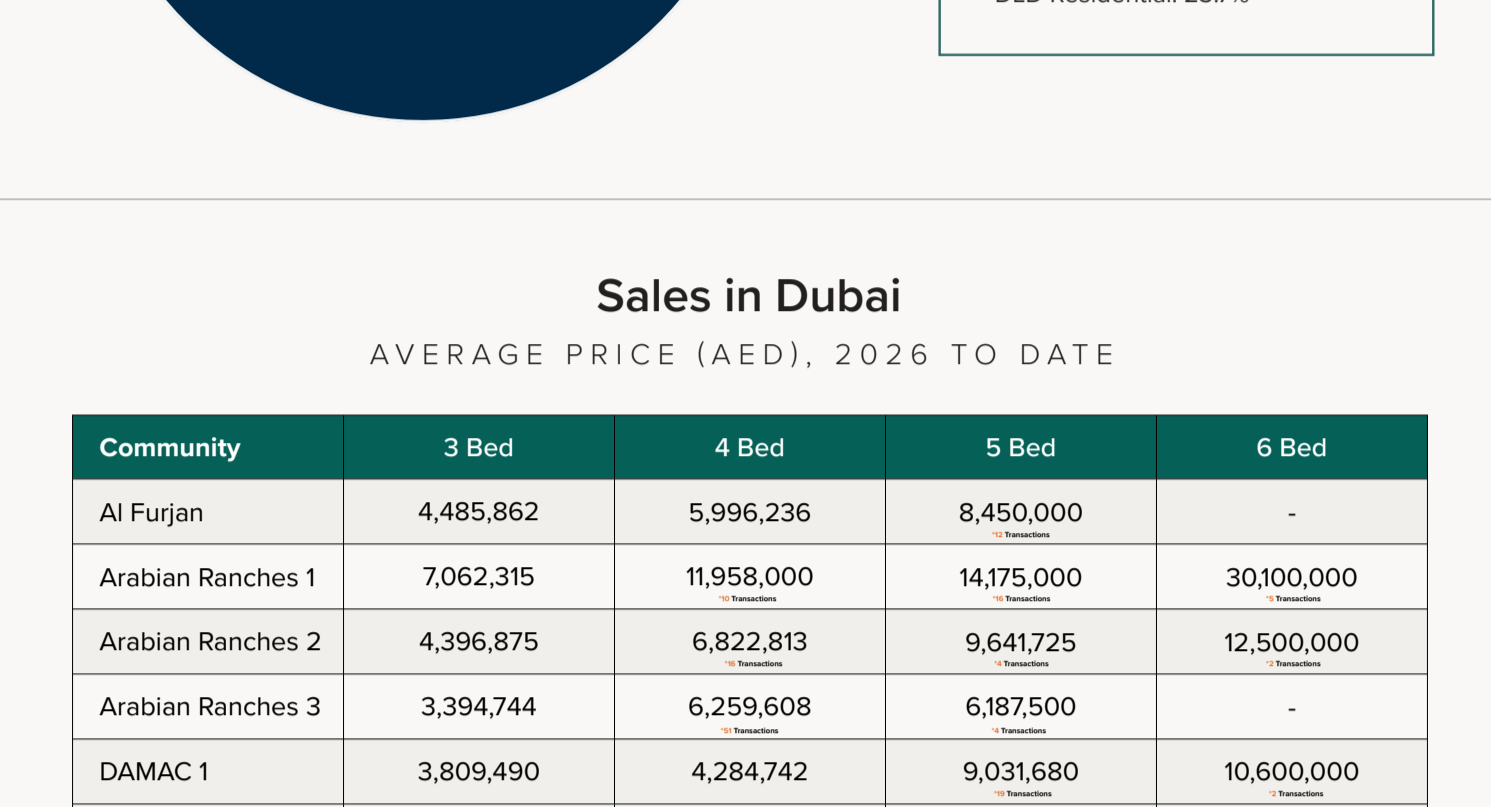 Sales in Dubai
AVERAGE PRICE (AED), 2026 TO DATE
Community 3 Bed 4 Bed 5 Bed 6 Bed
Al Furjan 4,485,862 5,996,236 8,450,000 -
*12 Transactions
Arabian Ranches 1 7,062,315 11,958,000 14,175,000 30,100,000
*10 Transactions *16 Transactions *5 Transactions
Arabian Ranches 2 4,396,875 6,822,813 9,641,725 12,500,000
*16 Transactions *4 Transactions *2 Transactions
Arabian Ranches 3 3,394,744 6,259,608 6,187,500 -
*51 Transactions *4 Transactions
DAMAC 1 3,809,490 4,284,742 9,031,680 10,600,000
*19 Transactions *2 Transactions